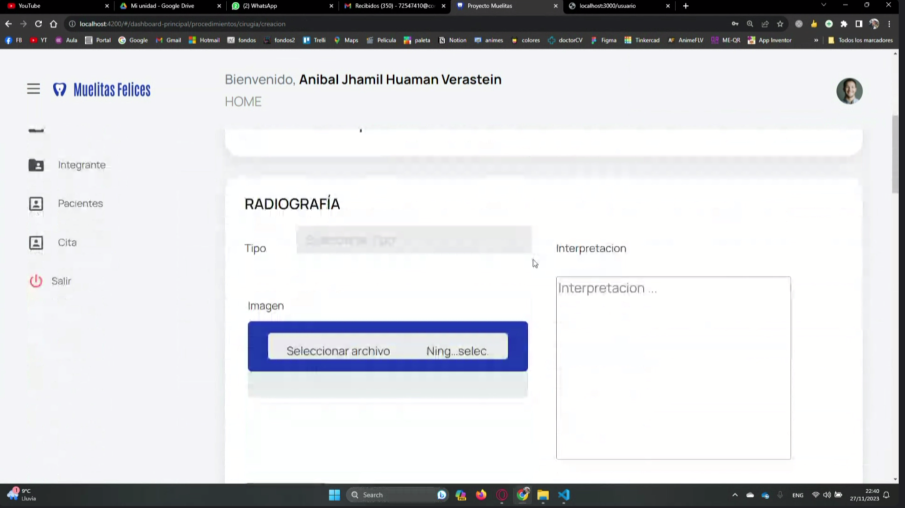 YouTube
Mi unidad - Google Drive
(2) WhatsApp
Recibidos (350) - 72547410@co
Proyecto Muelitas
localhost:3000/usuario
localhost:4200/#/dashboard-principal/procedimientos/cirugia/creacion
FB
YT
Aula
Portal
Google
Gmail
Hotmail
fondos
fondos2
Trelli
Maps
Pelicula
paleta
Notion
animes
colores
doctorCV
Figma
Tinkercad
AnimeFLV
ME-QR
App Inventor
Todos los marcadores
Muelitas Felices
Bienvenido, Anibal Jhamil Huaman Verastein
HOME
Integrante
Pacientes
Cita
Salir
RADIOGRAFÍA
Tipo
Interpretacion
Interpretacion ...
Imagen
Seleccionar archivo
Ning...selec.
9°C
Lluvia
Search
ENG
22:40
27/11/2023